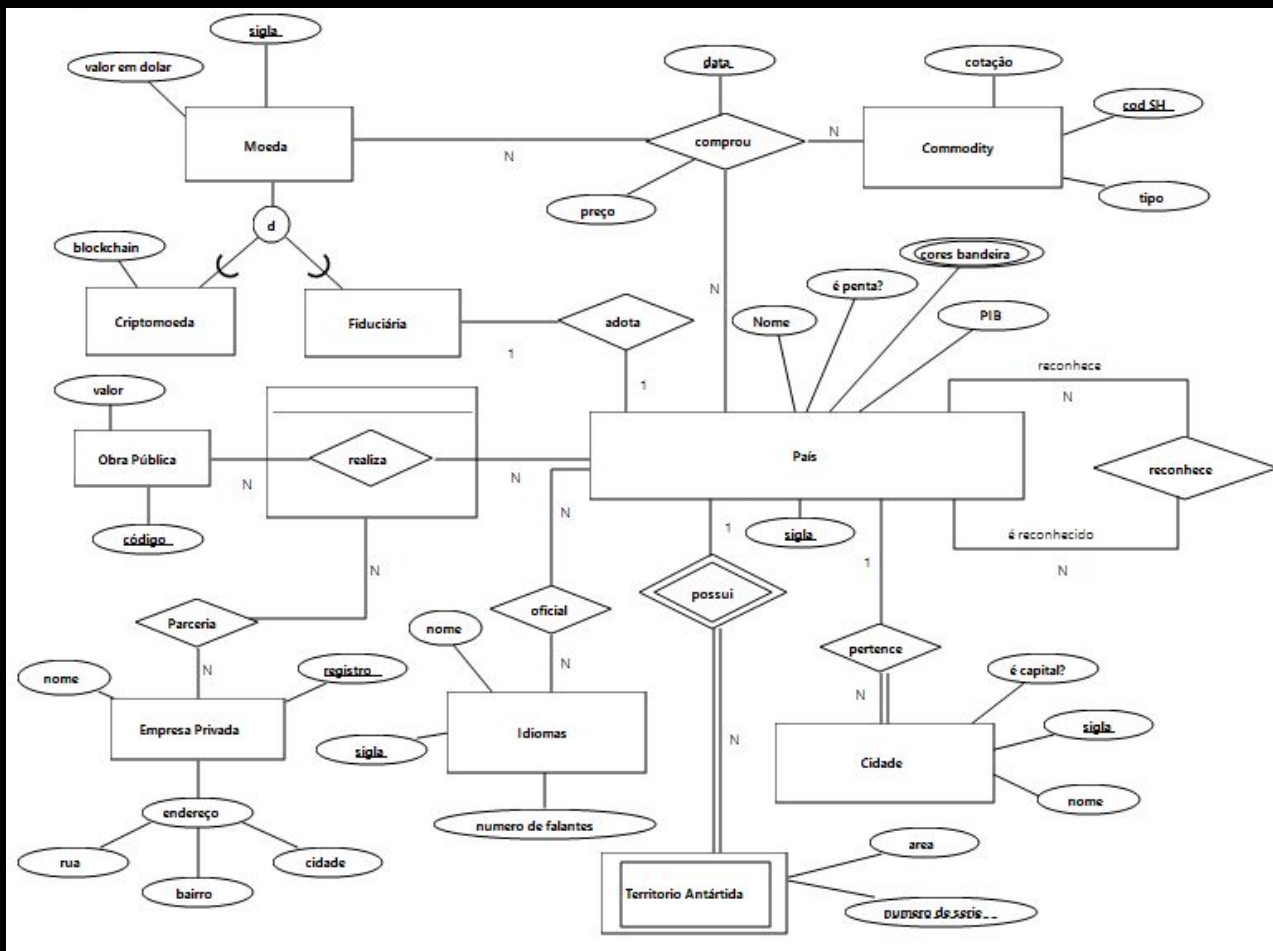 sigla
valor em dolar
data
cotação
cod SH
Moeda
N
comprou
N
Commodity
preço
tipo
d
blockchain
cores bandeira
é penta?
N
Nome
PIB
Criptomoeda
Fiduciária
adota
1
1
reconhece
N
valor
Obra Pública
realiza
País
reconhece
N
N
N
código
sigla
1
1
é reconhecido
N
N
possui
oficial
Parceria
nome
pertence
N
N
N
registro
é capital?
nome
Empresa Privada
sigla
Idiomas
N
sigla
Cidade
nome
endereço
numero de falantes
rua
cidade
bairro
area
Territorio Antártida
numero de serie